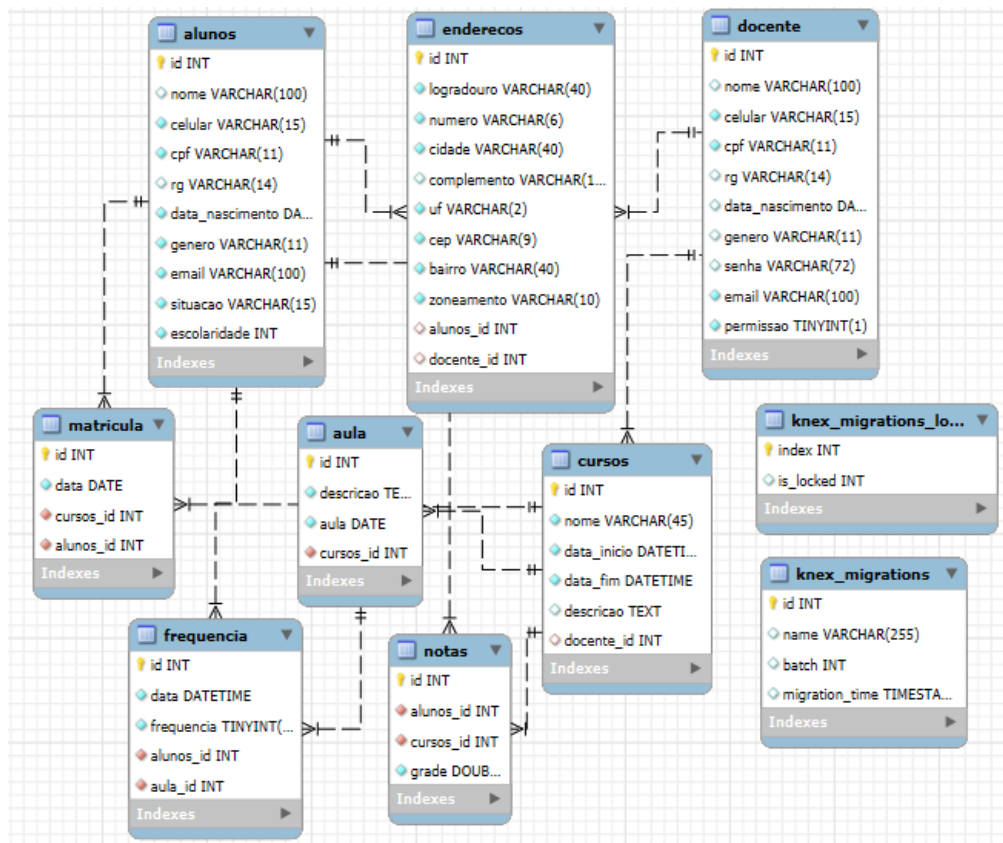 alunos
id INT
nome VARCHAR(100)
celular VARCHAR(15)
cpf VARCHAR(11)
rg VARCHAR(14)
data_nascimento DA...
genero VARCHAR(11)
email VARCHAR(100)
situacao VARCHAR(15)
escolaridade INT
Indexes
enderecos
id INT
logradouro VARCHAR(40)
numero VARCHAR(6)
cidade VARCHAR(40)
complemento VARCHAR(1...
uf VARCHAR(2)
cep VARCHAR(9)
bairro VARCHAR(40)
zoneamento VARCHAR(10)
alunos_id INT
docente_id INT
Indexes
docente
id INT
nome VARCHAR(100)
celular VARCHAR(15)
cpf VARCHAR(11)
rg VARCHAR(14)
data_nascimento DA...
genero VARCHAR(11)
senha VARCHAR(72)
email VARCHAR(100)
permissao TINYINT(1)
Indexes
matricula
id INT
data DATE
cursos_id INT
alunos_id INT
Indexes
aula
id INT
descricao TE...
aula DATE
cursos_id INT
Indexes
cursos
id INT
nome VARCHAR(45)
data_inicio DATETI...
data_fim DATETIME
descricao TEXT
docente_id INT
Indexes
knex_migrations_lo...
index INT
is_locked INT
Indexes
knex_migrations
id INT
name VARCHAR(255)
batch INT
migration_time TIMESTA...
Indexes
frequencia
id INT
data DATETIME
frequencia TINYINT(...
alunos_id INT
aula_id INT
Indexes
notas
id INT
alunos_id INT
cursos_id INT
grade DOUB...
Indexes